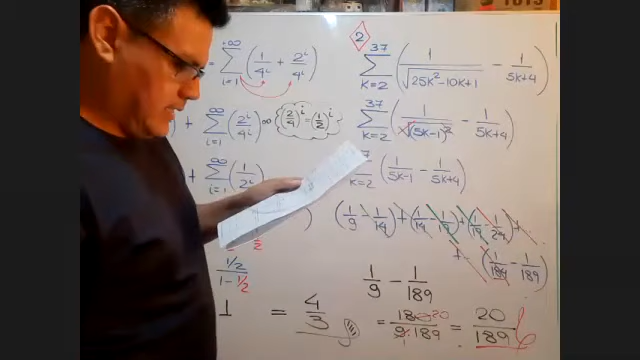 = ∑_{i=1}^{+∞} (1/4^i + 2^i/4^i)
+ ∑_{i=1}^{∞} (2^i/4^i) ∞ (2/4)^i = (1/2)^i
+ ∑_{i=1}^{∞} (1/2^i)
(1/2)/(1 - 1/2)
1 = 4/3
2
∑_{K=2}^{37} (1/√(25K² - 10K + 1) - 1/(5K+4))
∑_{K=2}^{37} (1/√(5K-1)² - 1/(5K+4))
K=2 (1/(5K-1) - 1/(5K+4))
(1/9 - 1/14) + (1/14 - 1/19) + (1/19 - 1/24) +
+ (1/184 - 1/189)
1/9 - 1/189
= 180/(9·189) = 20/189